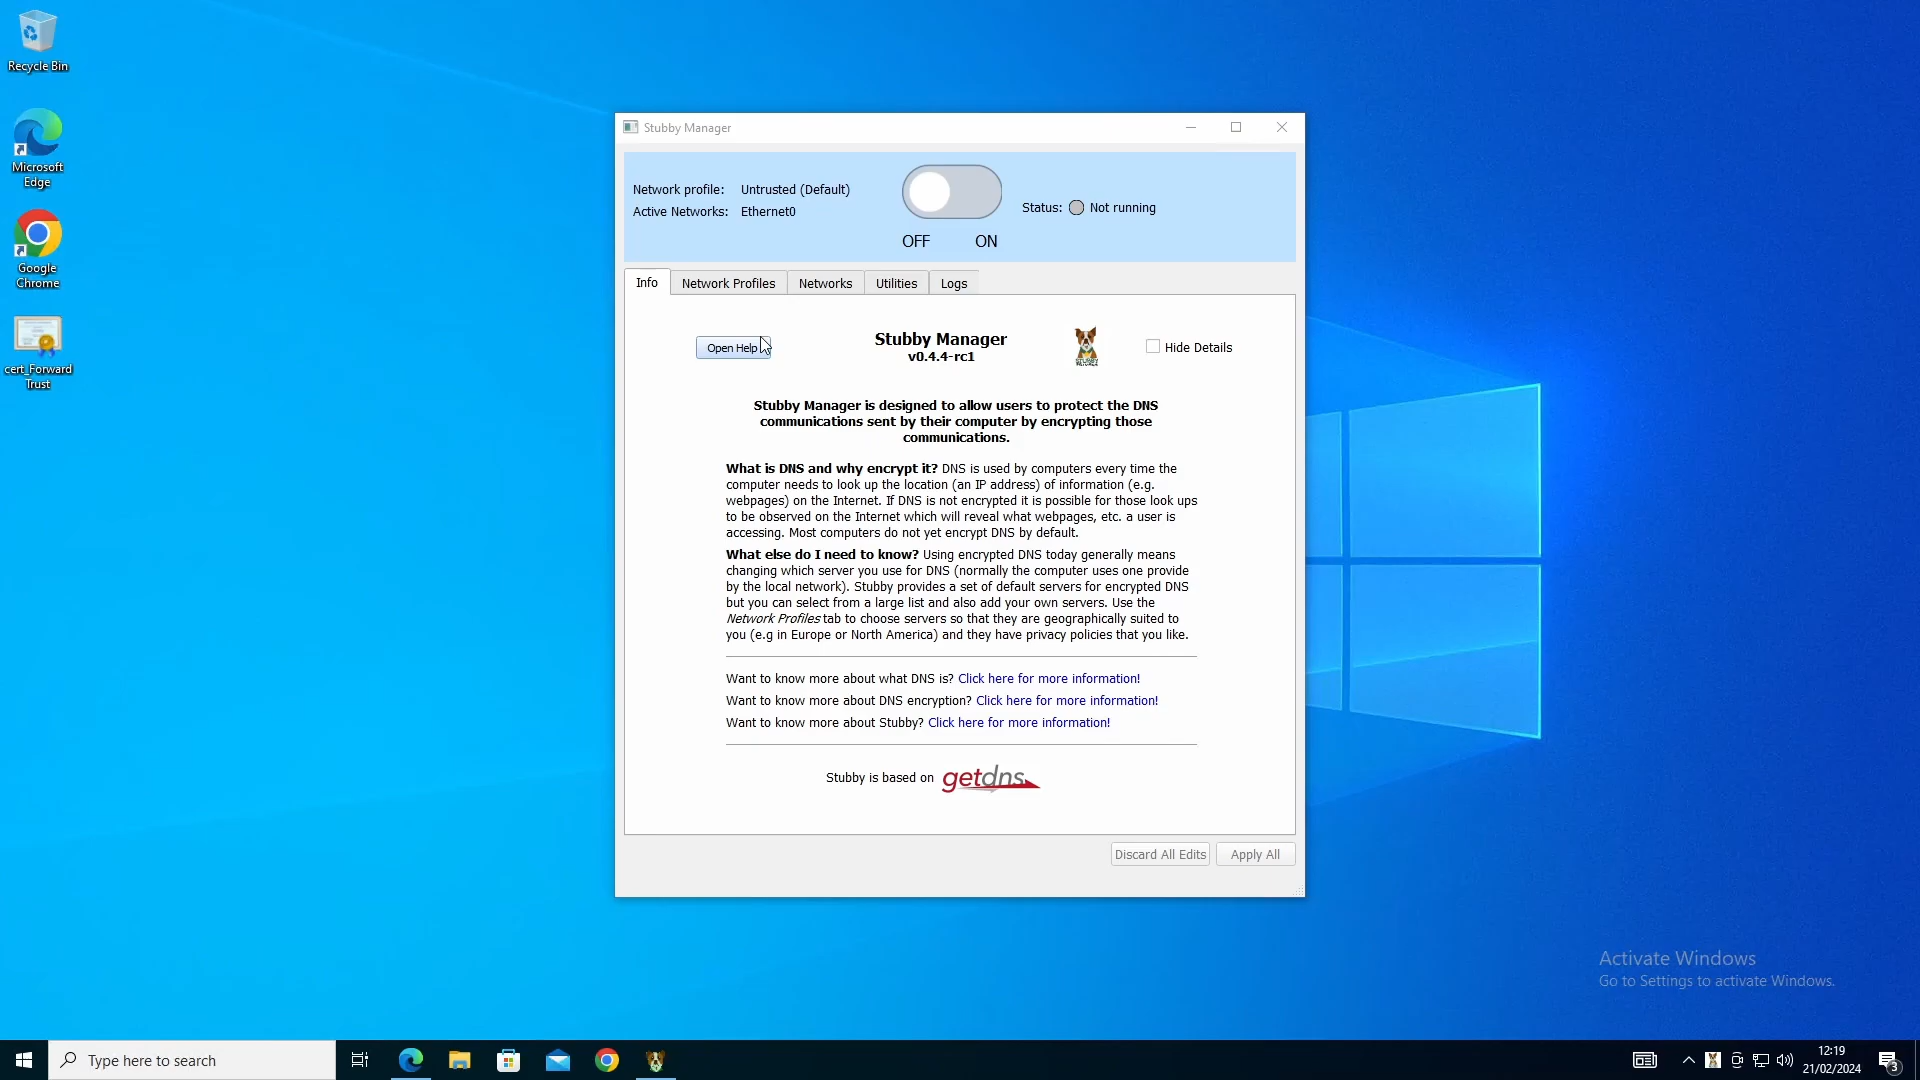 Recycle Bin
Microsoft
Edge
Google
Chrome
cert_Forward
Trust
Stubby Manager
Network profile: Untrusted (Default)
Active Networks: Ethernet0
OFF ON
Status: Not running
Info Network Profiles Networks Utilities Logs
Open Help
Stubby Manager
v0.4.4-rc1
Hide Details
Stubby Manager is designed to allow users to protect the DNS
communications sent by their computer by encrypting those
communications.
What is DNS and why encrypt it? DNS is used by computers every time the
computer needs to look up the location (an IP address) of information (e.g.
webpages) on the Internet. If DNS is not encrypted it is possible for those look ups
to be observed on the Internet which will reveal what webpages, etc. a user is
accessing. Most computers do not yet encrypt DNS by default.
What else do I need to know? Using encrypted DNS today generally means
changing which server you use for DNS (normally the computer uses one provide
by the local network). Stubby provides a set of default servers for encrypted DNS
but you can select from a large list and also add your own servers. Use the
Network Profiles tab to choose servers so that they are geographically suited to
you (e.g in Europe or North America) and they have privacy policies that you like.
Want to know more about what DNS is? Click here for more information!
Want to know more about DNS encryption? Click here for more information!
Want to know more about Stubby? Click here for more information!
Stubby is based on getdns
Discard All Edits Apply All
Activate Windows
Go to Settings to activate Windows.
Type here to search
12:19
21/02/2024
3